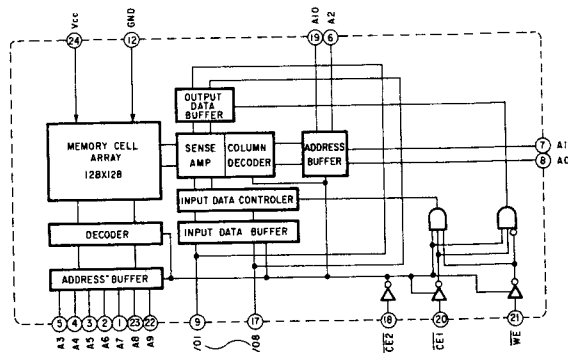 Vcc
GND
A10
A2
24
12
19
6
OUTPUT
DATA
BUFFER
MEMORY CELL
ARRAY
128X128
SENSE
AMP
COLUMN
DECODER
ADDRESS
BUFFER
7
A1
8
A0
INPUT DATA CONTROLER
INPUT DATA BUFFER
DECODER
ADDRESS BUFFER
5
4
3
2
1
23
22
9
17
18
20
21
A3
A4
A5
A6
A7
A8
A9
I/O1
I/O8
CE2
CE1
WE